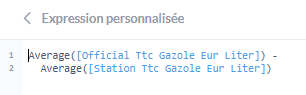 Expression personnalisée
1 Average([Official Ttc Gazole Eur Liter]) -
2 Average([Station Ttc Gazole Eur Liter])